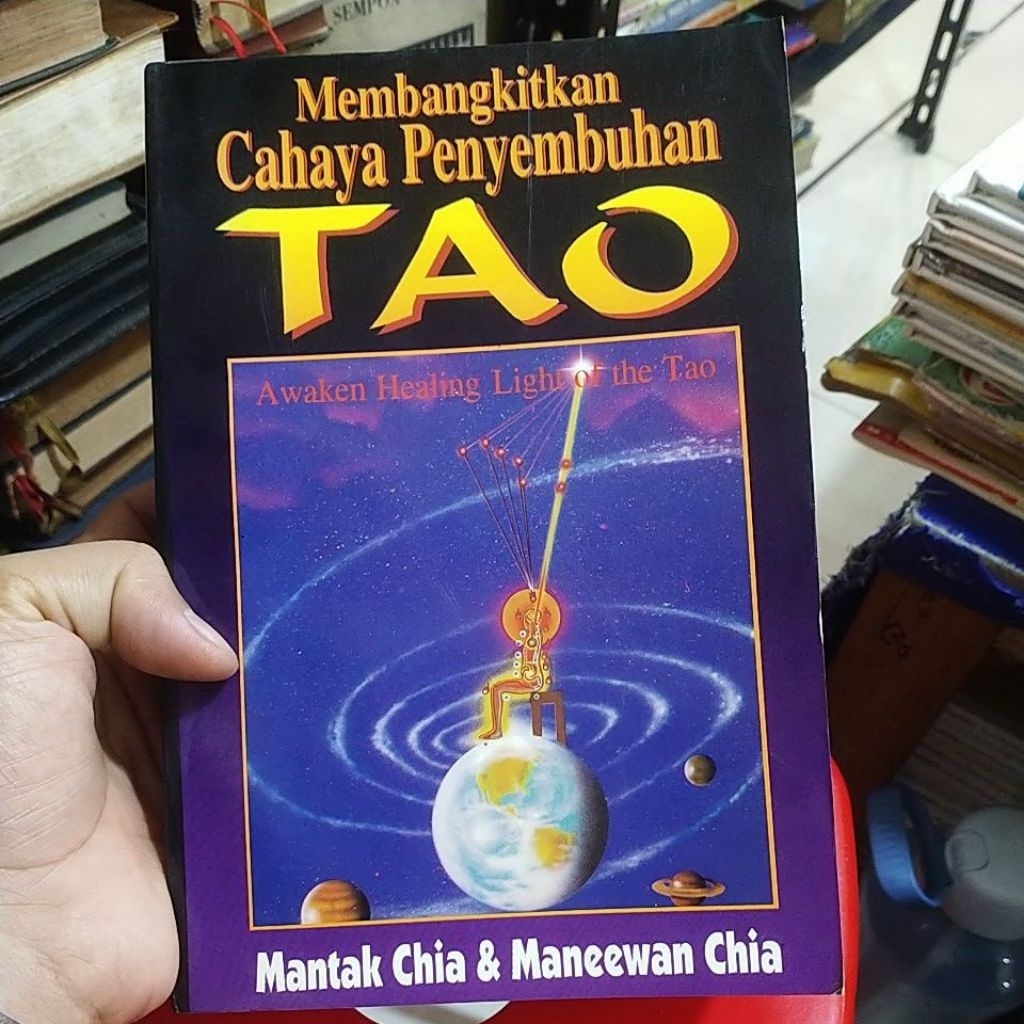 Membangkitkan
Cahaya Penyembuhan
TAO
Awaken Healing Light of the Tao
Mantak Chia & Maneewan Chia